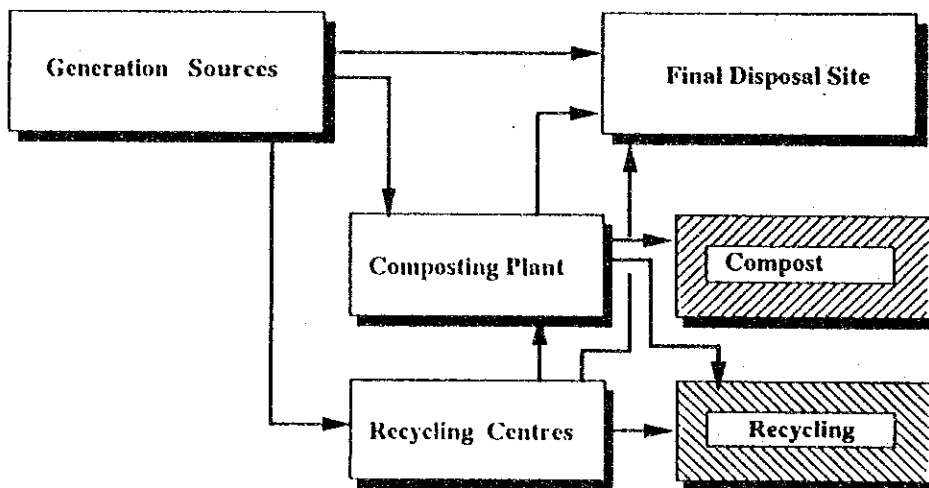 Generation Sources
Final Disposal Site
Composting Plant
Compost
Recycling Centres
Recycling